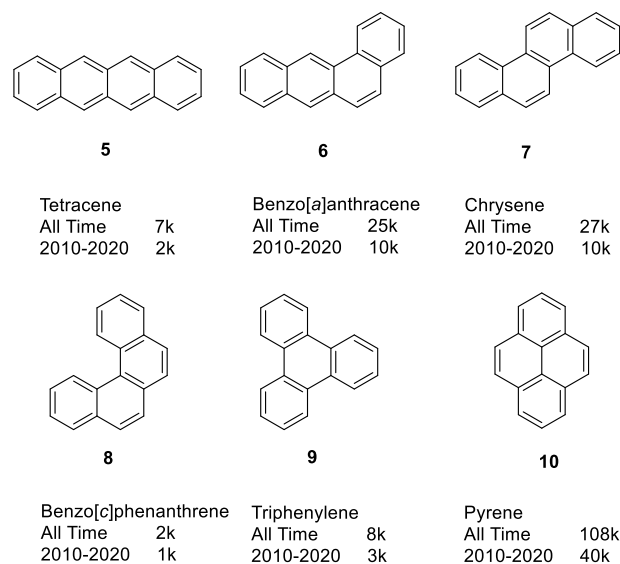 5
6
7
Tetracene
All Time 7k
2010-2020 2k
Benzo[a]anthracene
All Time 25k
2010-2020 10k
Chrysene
All Time 27k
2010-2020 10k
8
9
10
Benzo[c]phenanthrene
All Time 2k
2010-2020 1k
Triphenylene
All Time 8k
2010-2020 3k
Pyrene
All Time 108k
2010-2020 40k